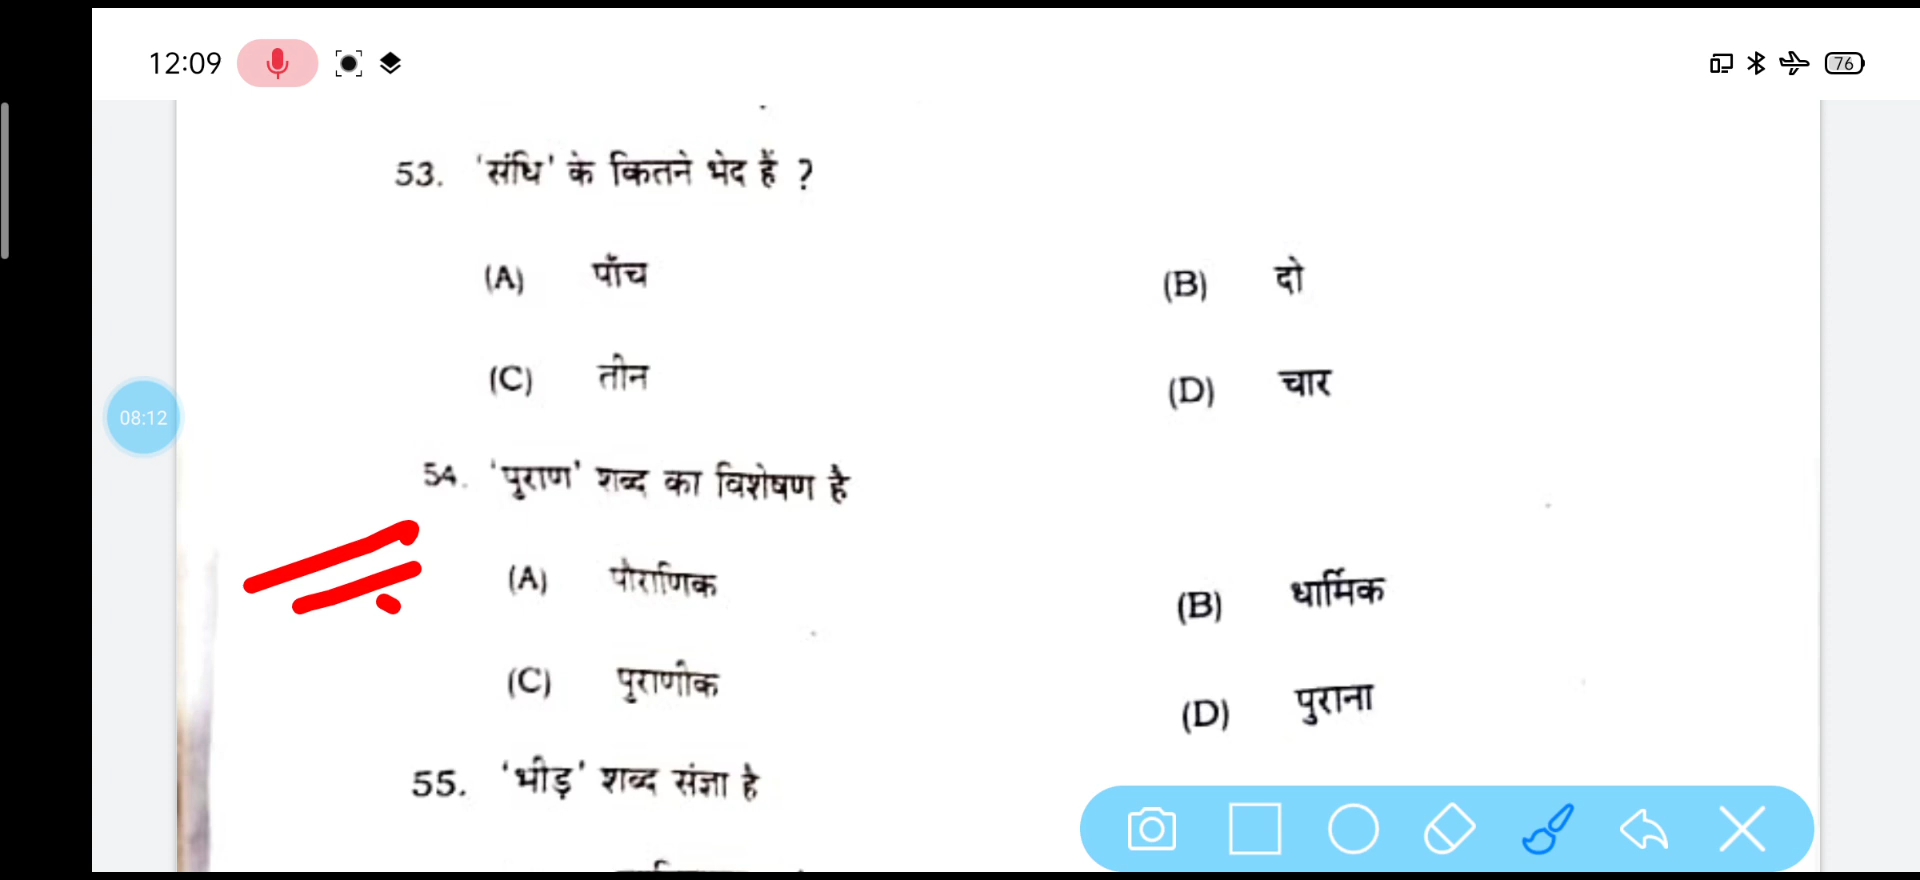 12:09
76
53. 'संधि' के कितने भेद हैं ?
(A) पाँच
(B) दो
(C) तीन
(D) चार
08:12
54. 'पुराण' शब्द का विशेषण है
(A) पौराणिक
(B) धार्मिक
(C) पुराणीक
(D) पुराना
55. 'भीड़' शब्द संज्ञा है